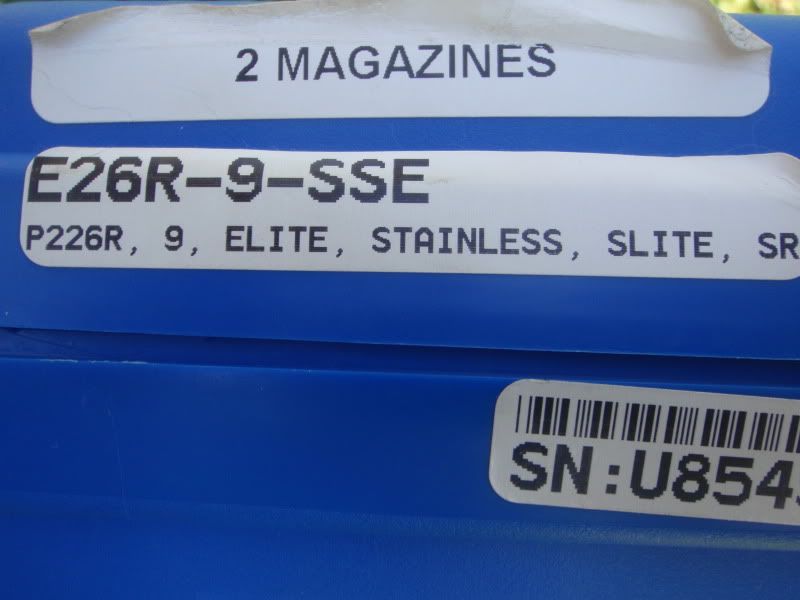 2 MAGAZINES
E26R-9-SSE
P226R, 9, ELITE, STAINLESS, SLITE, SR
SN:U854